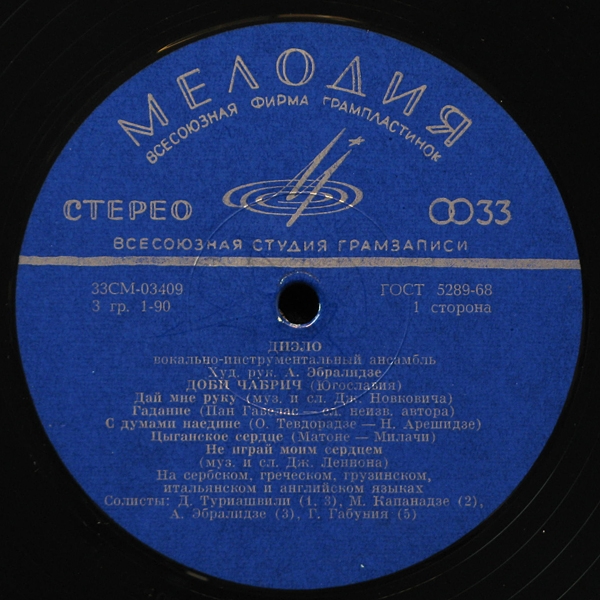 МЕЛОДИЯ
ВСЕСОЮЗНАЯ ФИРМА ГРАМПЛАСТИНОК
СТЕРЕО 33
ВСЕСОЮЗНАЯ СТУДИЯ ГРАМЗАПИСИ
33СМ-03409 ГОСТ 5289-68
3 гр. 1-90 1 сторона
ДИЭЛО
вокально-инструментальный ансамбль
Худ. рук. А. Эбралидзе
ДОБИ ЧАБРИЧ (Югославия)
Дай мне руку (муз. и сл. Дж. Новковича)
Гадание (Пан Гавелас — сл. неизв. автора)
С думами наедине (О. Тевдорадзе — Н. Арешидзе)
Цыганское сердце (Матоне — Милачи)
Не играй моим сердцем
(муз. и сл. Дж. Леннона)
На сербском, греческом, грузинском,
итальянском и английском языках
Солисты: Д. Туриашвили (1, 3), М. Капанадзе (2),
А. Эбралидзе (3), Г. Габуния (5)